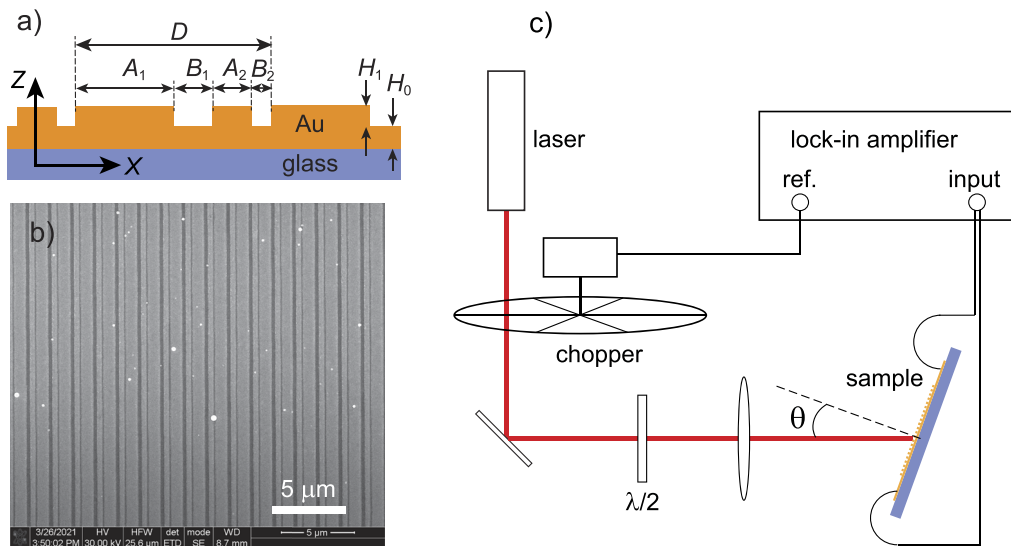 a)
D
A1 B1 A2 B2 H1 H0
Z
Au
X glass
b)
5 μm
3/26/2021 HV HFW det mode WD 5 µm
3:50:02 PM 30.00 kV 25.6 µm ETD SE 8.7 mm
c)
laser
lock-in amplifier
ref. input
chopper
sample
θ
λ/2